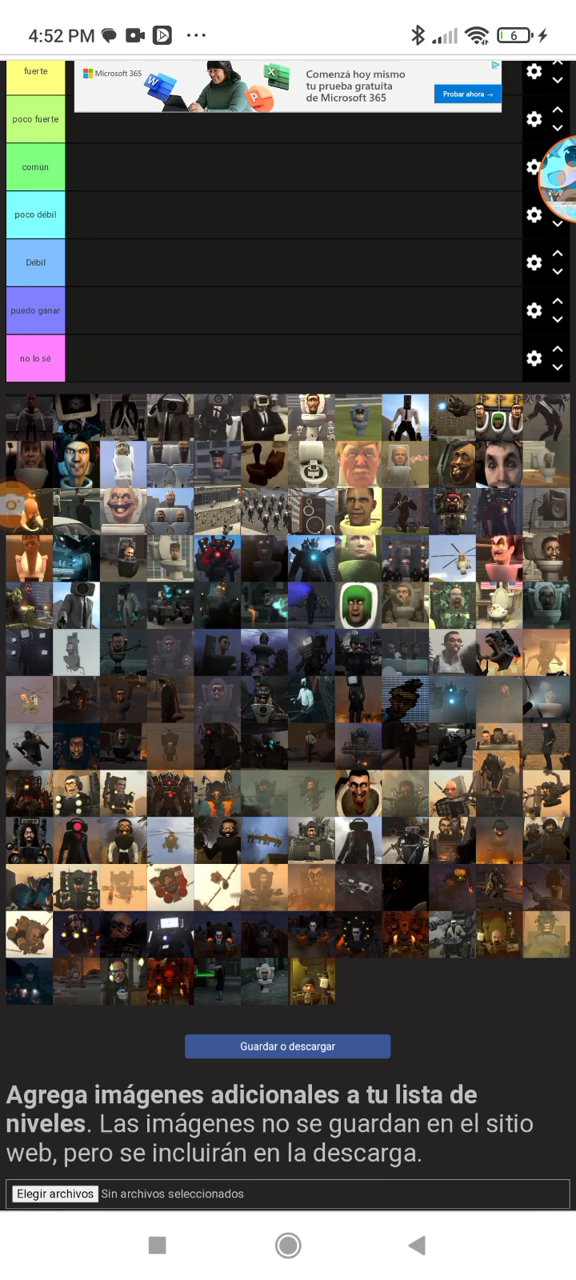 4:52 PM
6
fuerte
Microsoft 365
Comenzá hoy mismo
tu prueba gratuita
de Microsoft 365
Probar ahora →
W
X
P
poco fuerte
común
poco débil
Débil
puedo ganar
no lo sé
Guardar o descargar
Agrega imágenes adicionales a tu lista de
niveles. Las imágenes no se guardan en el sitio
web, pero se incluirán en la descarga.
Elegir archivos Sin archivos seleccionados